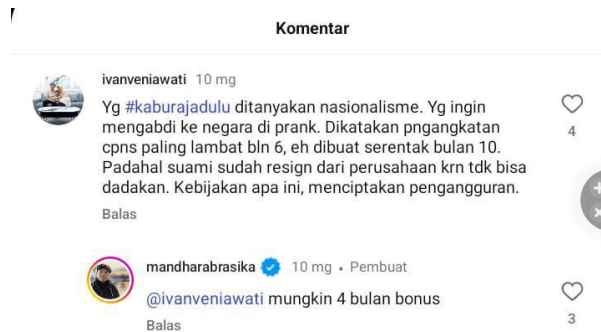 Komentar
ivanveniawati 10 mg
Yg #kaburajadulu ditanyakan nasionalisme. Yg ingin
mengabdi ke negara di prank. Dikatakan pngangkatan
cpns paling lambat bln 6, eh dibuat serentak bulan 10.
Padahal suami sudah resign dari perusahaan krn tdk bisa
dadakan. Kebijakan apa ini, menciptakan pengangguran.
4
Balas
mandharabrasika 10 mg • Pembuat
@ivanveniawati mungkin 4 bulan bonus
3
Balas